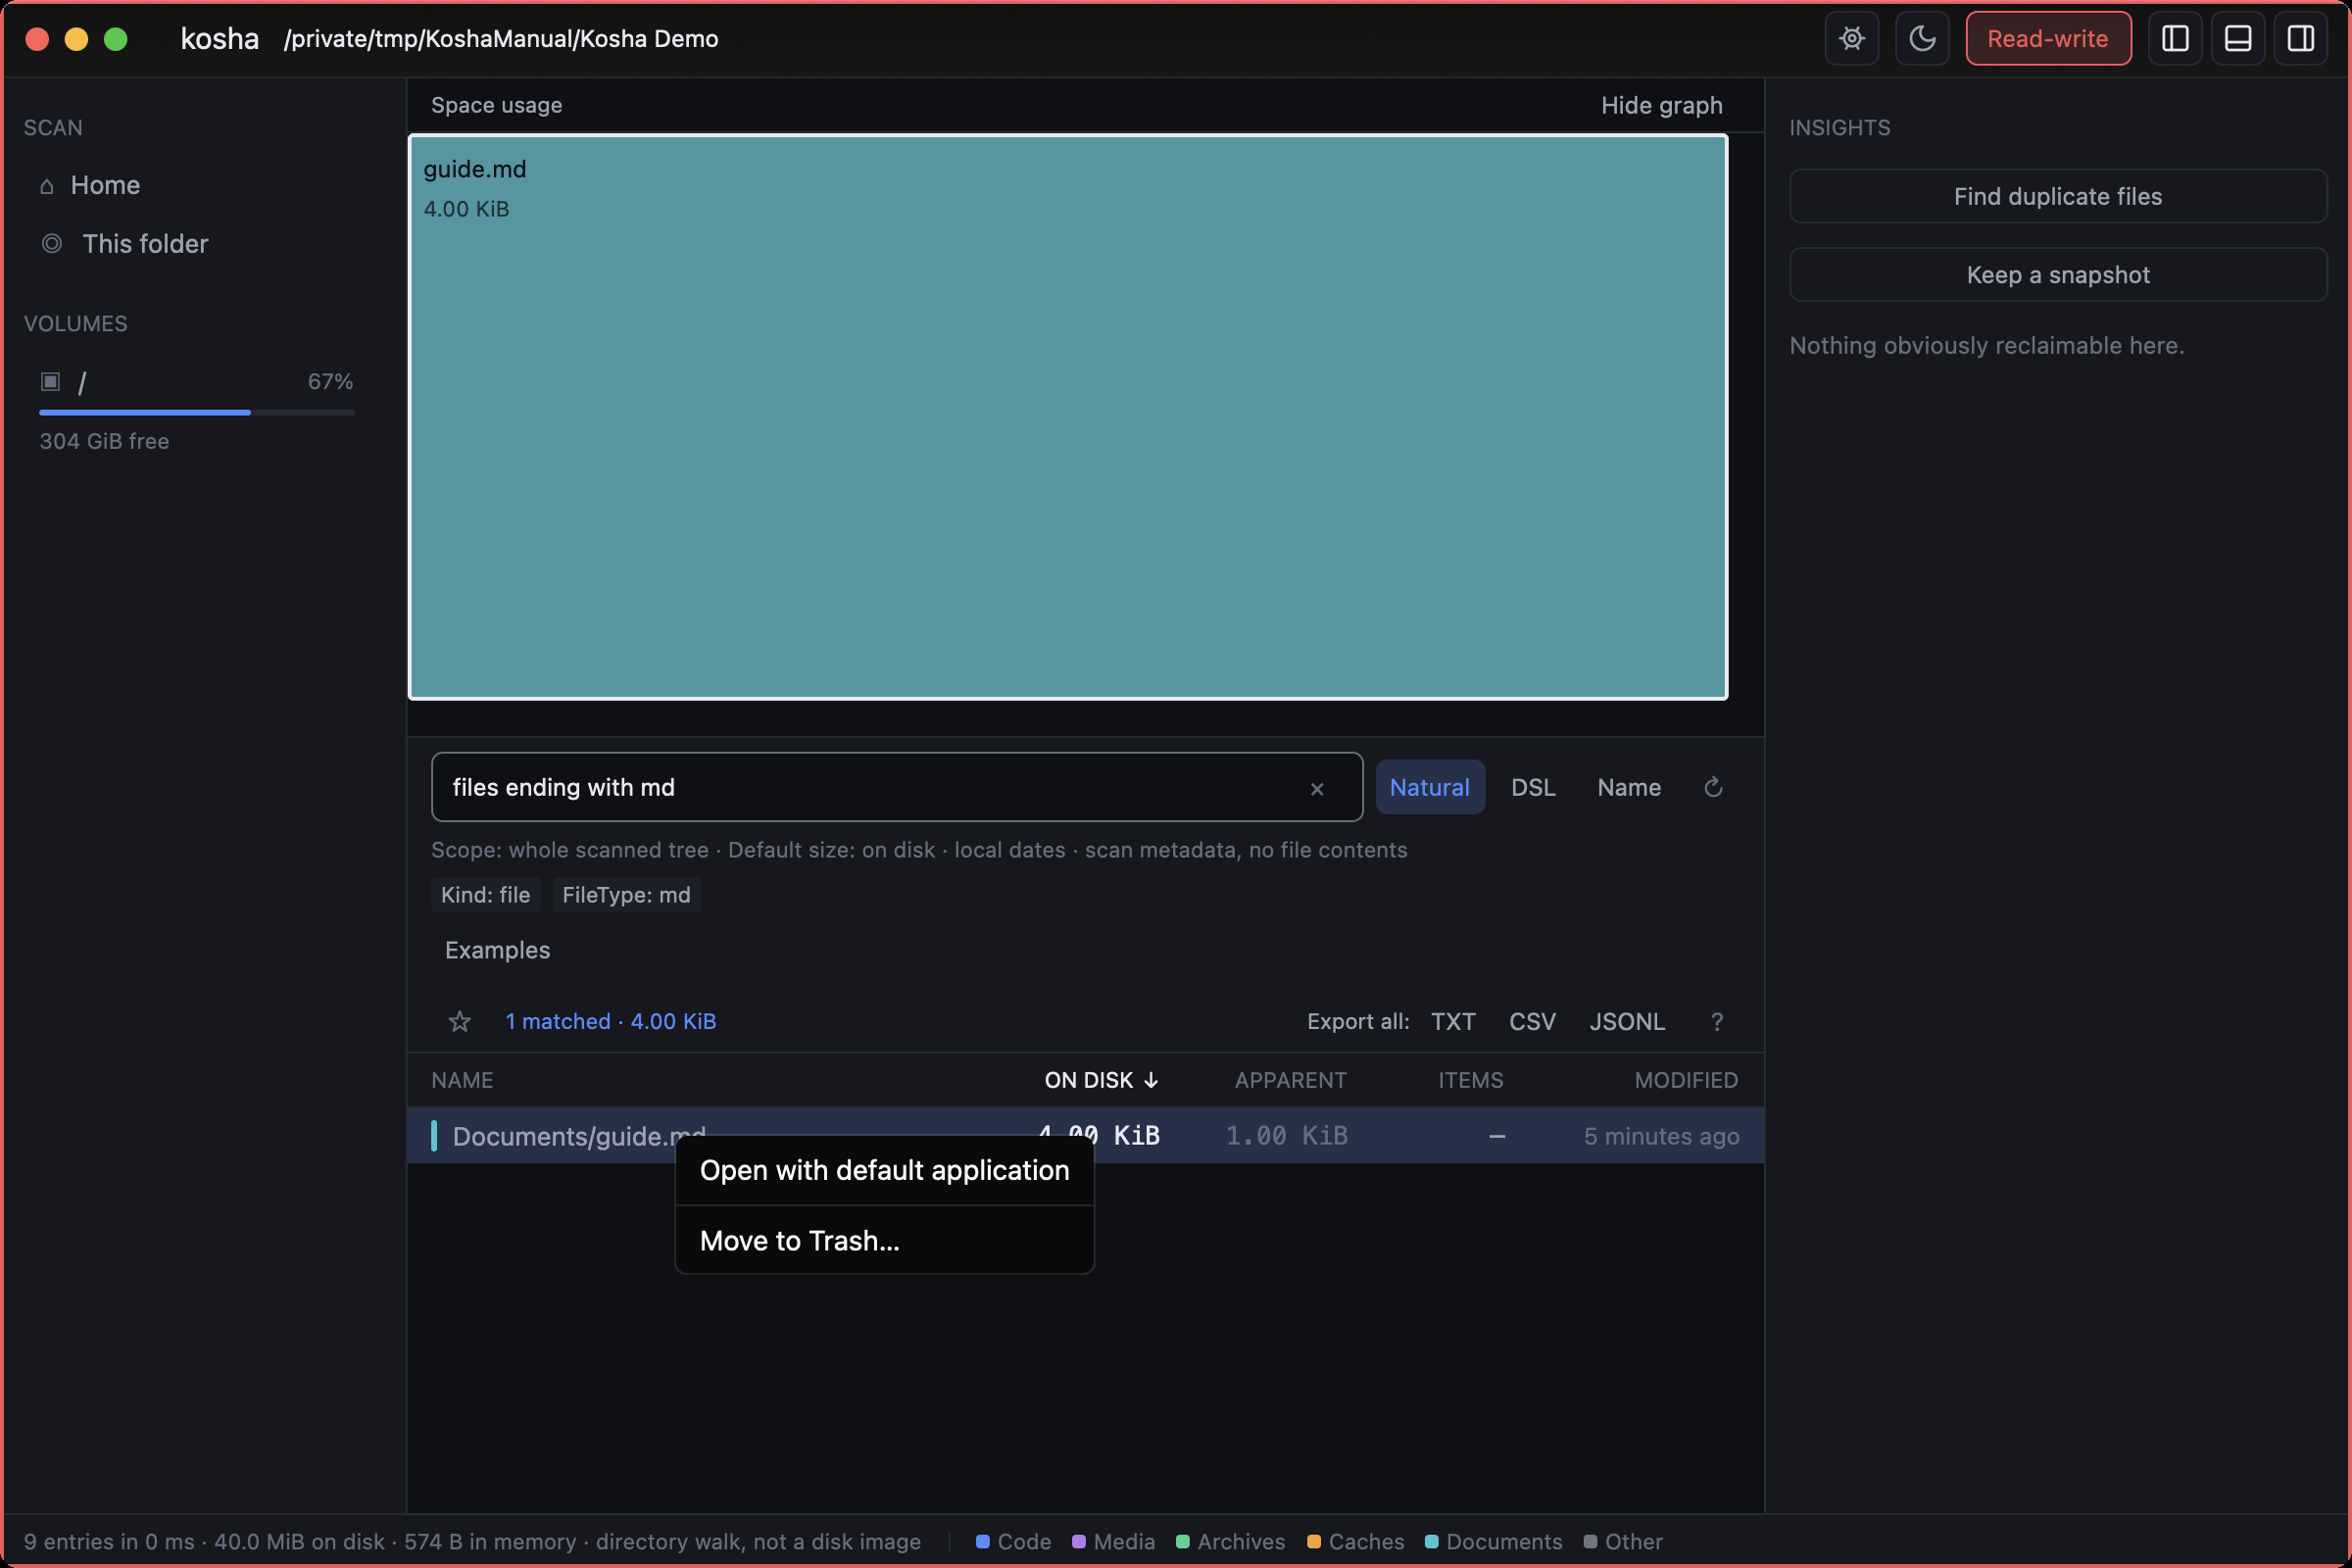 kosha /private/tmp/KoshaManual/Kosha Demo
Read-write
SCAN
Home
This folder
VOLUMES
/ 67%
304 GiB free
Space usage
Hide graph
guide.md
4.00 KiB
files ending with md ×
Natural DSL Name
Scope: whole scanned tree · Default size: on disk · local dates · scan metadata, no file contents
Kind: file FileType: md
Examples
1 matched · 4.00 KiB
Export all: TXT CSV JSONL ?
NAME ON DISK ↓ APPARENT ITEMS MODIFIED
Documents/guide.md 4.00 KiB 1.00 KiB — 5 minutes ago
Open with default application
Move to Trash...
INSIGHTS
Find duplicate files
Keep a snapshot
Nothing obviously reclaimable here.
9 entries in 0 ms · 40.0 MiB on disk · 574 B in memory · directory walk, not a disk image
Code Media Archives Caches Documents Other